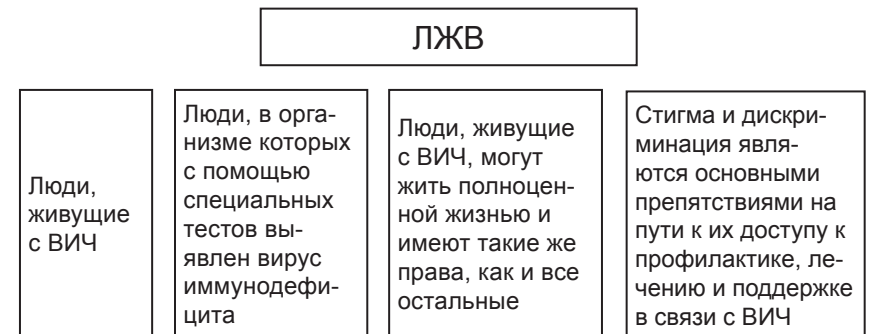 ЛЖВ
Люди,
живущие
с ВИЧ
Люди, в орга-
низме которых
с помощью
специальных
тестов вы-
явлен вирус
иммунодефи-
цита
Люди, живущие
с ВИЧ, могут
жить полноцен-
ной жизнью и
имеют такие же
права, как и все
остальные
Стигма и дискри-
минация явля-
ются основными
препятствиями на
пути к их доступу к
профилактике, ле-
чению и поддержке
в связи с ВИЧ